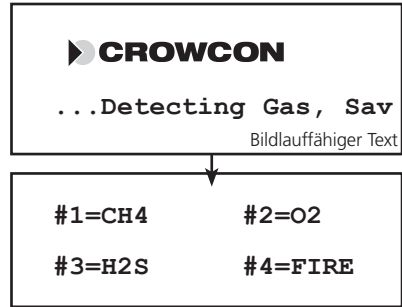 CROWCON
...Detecting Gas, Sav
Bildlauffähiger Text
#1=CH4 #2=O2
#3=H2S #4=FIRE